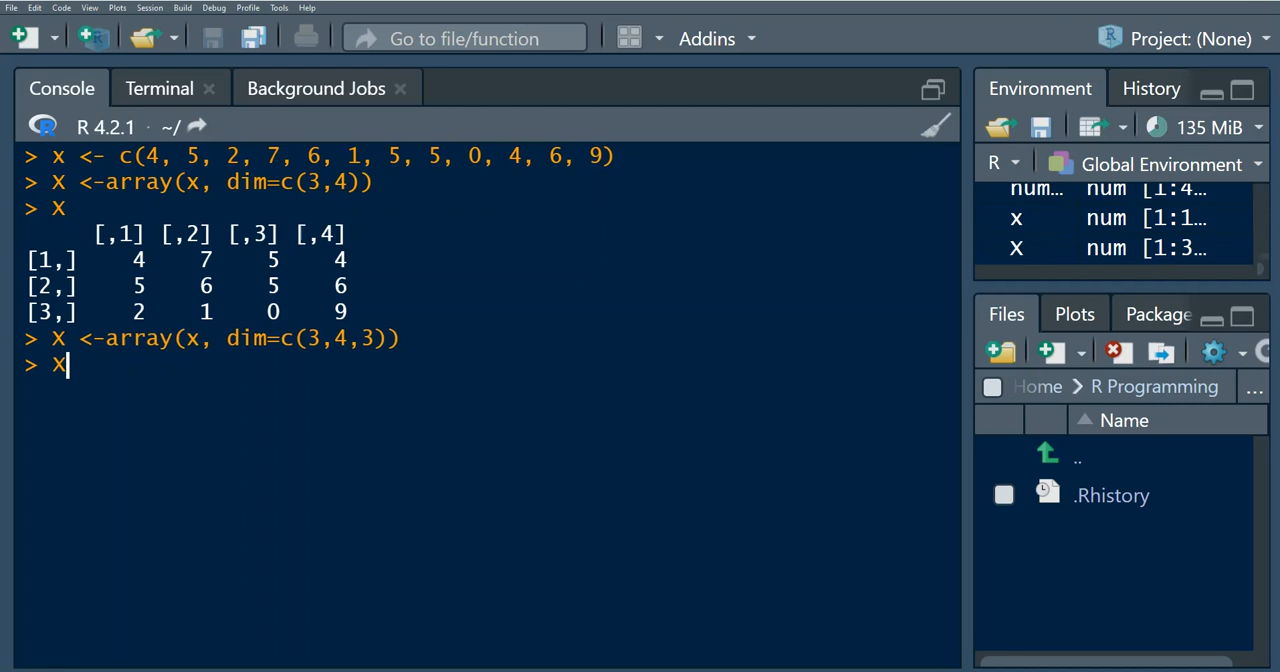 File Edit Code View Plots Session Build Debug Profile Tools Help
Go to file/function Addins Project: (None)
Console Terminal Background Jobs
R 4.2.1 · ~/
> x <- c(4, 5, 2, 7, 6, 1, 5, 5, 0, 4, 6, 9)
> X <-array(x, dim=c(3,4))
> X
[,1] [,2] [,3] [,4]
[1,] 4 7 5 4
[2,] 5 6 5 6
[3,] 2 1 0 9
> X <-array(x, dim=c(3,4,3))
> X
Environment History
135 MiB
R Global Environment
num... num [1:4...
x num [1:1...
X num [1:3...
Files Plots Package
Home R Programming ...
Name
..
.Rhistory